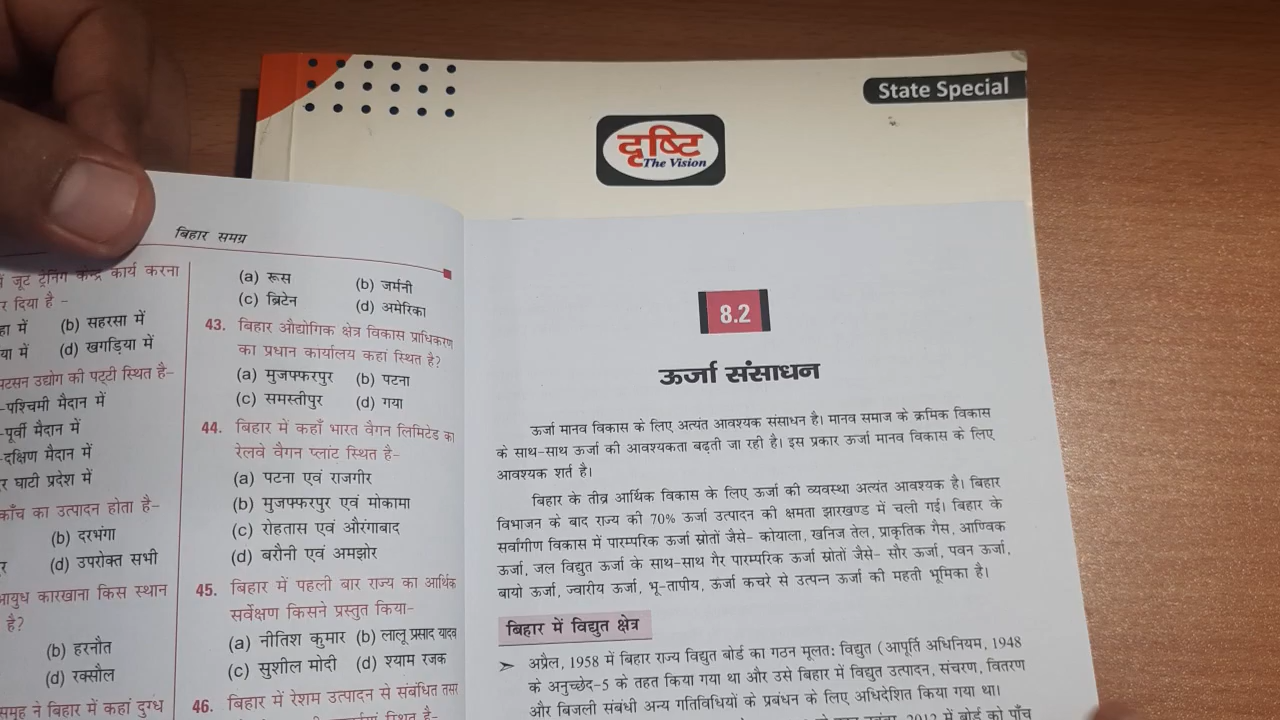 State Special
दृष्टि
The Vision
बिहार समग्र
जूट ट्रेनिंग केन्द्र कार्य करना
दिया है -
में (b) सहरसा में
में (d) खगड़िया में
पटसन उद्योग की पट्टी स्थित है-
-पश्चिमी मैदान में
-पूर्वी मैदान में
-दक्षिण मैदान में
घाटी प्रदेश में
काँच का उत्पादन होता है-
(b) दरभंगा
(d) उपरोक्त सभी
आयुध कारखाना किस स्थान
है?
(b) हरनौत
(d) रक्सौल
समूह ने बिहार में कहां दुग्ध
(a) रूस (b) जर्मनी
(c) ब्रिटेन (d) अमेरिका
43. बिहार औद्योगिक क्षेत्र विकास प्राधिकरण
का प्रधान कार्यालय कहां स्थित है?
(a) मुजफ्फरपुर (b) पटना
(c) समस्तीपुर (d) गया
44. बिहार में कहाँ भारत वैगन लिमिटेड का
रेलवे वैगन प्लांट स्थित है-
(a) पटना एवं राजगीर
(b) मुजफ्फरपुर एवं मोकामा
(c) रोहतास एवं औरंगाबाद
(d) बरौनी एवं अमझोर
45. बिहार में पहली बार राज्य का आर्थिक
सर्वेक्षण किसने प्रस्तुत किया-
(a) नीतिश कुमार (b) लालू प्रसाद यादव
(c) सुशील मोदी (d) श्याम रजक
46. बिहार में रेशम उत्पादन से संबंधित तसर
स्थित है-
8.2
ऊर्जा संसाधन
ऊर्जा मानव विकास के लिए अत्यंत आवश्यक संसाधन है। मानव समाज के क्रमिक विकास
के साथ-साथ ऊर्जा की आवश्यकता बढ़ती जा रही है। इस प्रकार ऊर्जा मानव विकास के लिए
आवश्यक शर्त है।
बिहार के तीव्र आर्थिक विकास के लिए ऊर्जा की व्यवस्था अत्यंत आवश्यक है। बिहार
विभाजन के बाद राज्य की 70% ऊर्जा उत्पादन की क्षमता झारखण्ड में चली गई। बिहार के
सर्वांगीण विकास में पारम्परिक ऊर्जा स्रोतों जैसे- कोयाला, खनिज तेल, प्राकृतिक गैस, आण्विक
ऊर्जा, जल विद्युत ऊर्जा के साथ-साथ गैर पारम्परिक ऊर्जा स्रोतों जैसे- सौर ऊर्जा, पवन ऊर्जा,
बायो ऊर्जा, ज्वारीय ऊर्जा, भू-तापीय, ऊर्जा कचरे से उत्पन्न ऊर्जा की महती भूमिका है।
बिहार में विद्युत क्षेत्र
➢ अप्रैल, 1958 में बिहार राज्य विद्युत बोर्ड का गठन मूलत: विद्युत (आपूर्ति अधिनियम, 1948
के अनुच्छेद-5 के तहत किया गया था और उसे बिहार में विद्युत उत्पादन, संचरण, वितरण
और बिजली संबंधी अन्य गतिविधियों के प्रबंधन के लिए अधिदेशित किया गया था।
2012 में बोर्ड को पाँच